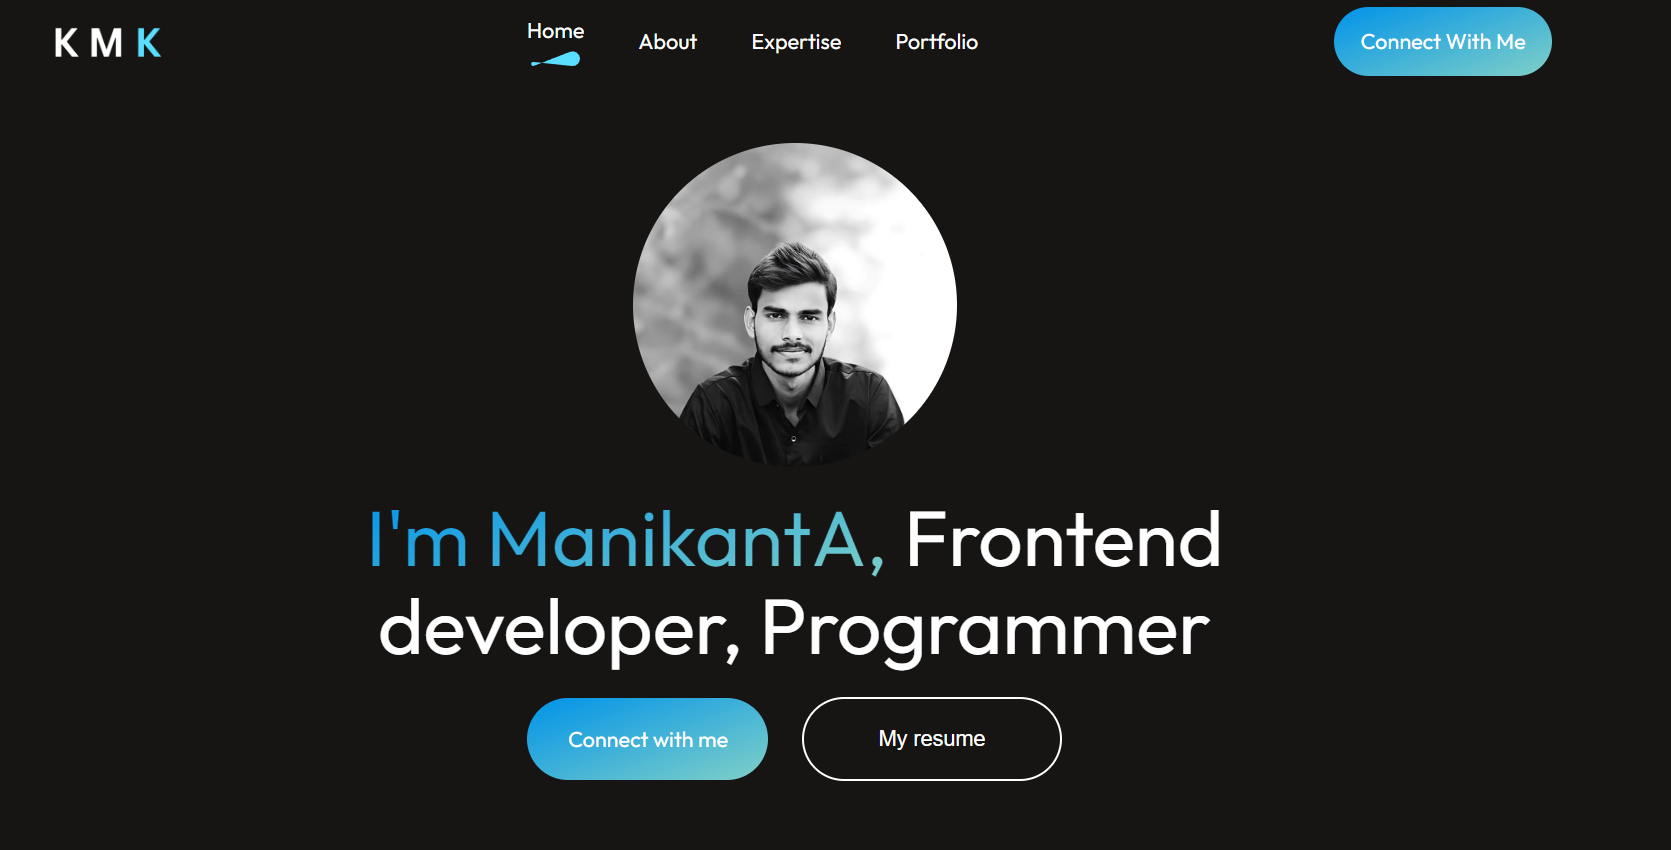 K M K
Home
About
Expertise
Portfolio
Connect With Me
I'm ManikantA, Frontend
developer, Programmer
Connect with me
My resume